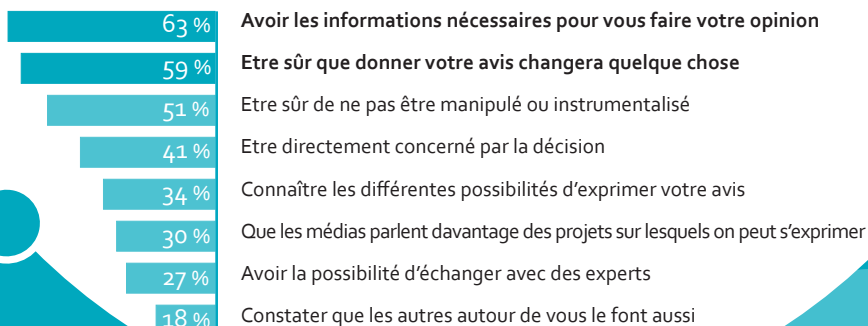 63 % Avoir les informations nécessaires pour vous faire votre opinion
59 % Etre sûr que donner votre avis changera quelque chose
51 % Etre sûr de ne pas être manipulé ou instrumentalisé
41 % Etre directement concerné par la décision
34 % Connaître les différentes possibilités d’exprimer votre avis
30 % Que les médias parlent davantage des projets sur lesquels on peut s’exprimer
27 % Avoir la possibilité d’échanger avec des experts
18 % Constater que les autres autour de vous le font aussi